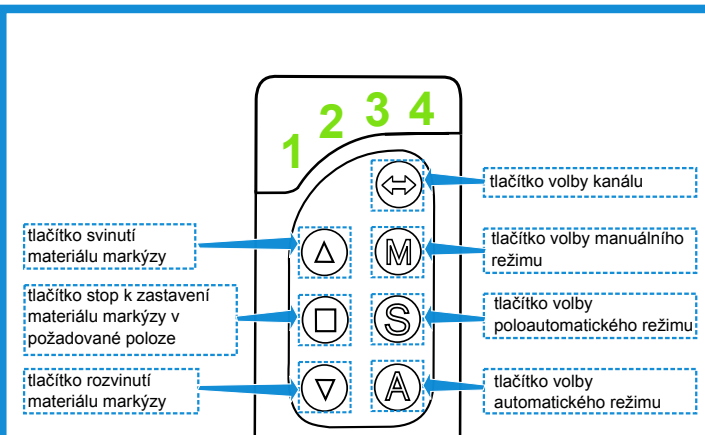 1 2 3 4
tlačítko volby kanálu
tlačítko svinutí
materiálu markýzy
M
tlačítko volby manuálního
režimu
tlačítko stop k zastavení
materiálu markýzy v
požadované poloze
S
tlačítko volby
poloautomatického režimu
tlačítko rozvinutí
materiálu markýzy
A
tlačítko volby
automatického režimu